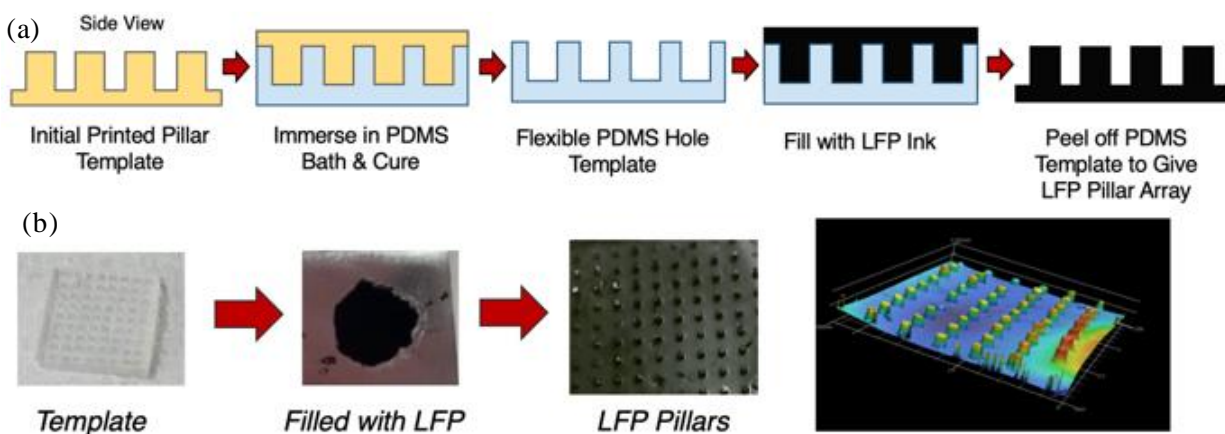 (a)
Side View
Initial Printed Pillar
Template
Immerse in PDMS
Bath & Cure
Flexible PDMS Hole
Template
Fill with LFP Ink
Peel off PDMS
Template to Give
LFP Pillar Array
(b)
Template
Filled with LFP
LFP Pillars